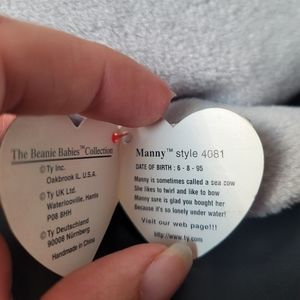 The Beanie Babies™ Collection
© Ty Inc.
Oakbrook IL. U.S.A.
© Ty UK Ltd.
Waterlooville, Hants
P08 8HH
© Ty Deutschland
90008 Nürnberg
Handmade in China
Manny™ style 4081
DATE OF BIRTH : 6 - 8 - 95
Manny is sometimes called a sea cow
She likes to twirl and likes to bow
Manny sure is glad you bought her
Because it's so lonely under water!
Visit our web page!!!
http://www.ty.com